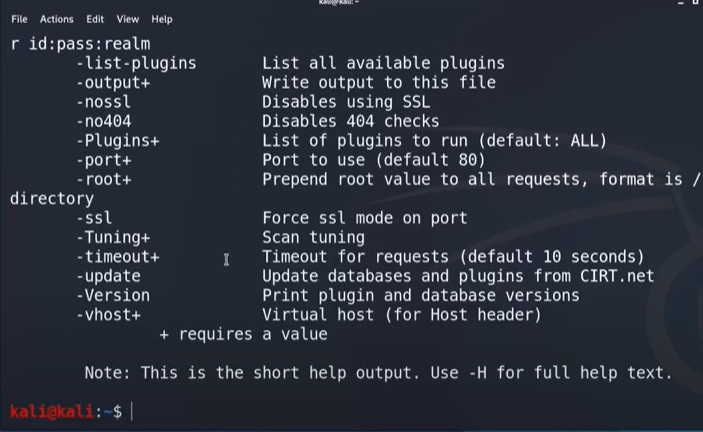 kali@kali: ~
File Actions Edit View Help
r id:pass:realm
-list-plugins List all available plugins
-output+ Write output to this file
-nossl Disables using SSL
-no404 Disables 404 checks
-Plugins+ List of plugins to run (default: ALL)
-port+ Port to use (default 80)
-root+ Prepend root value to all requests, format is /
directory
-ssl Force ssl mode on port
-Tuning+ Scan tuning
-timeout+ Timeout for requests (default 10 seconds)
-update Update databases and plugins from CIRT.net
-Version Print plugin and database versions
-vhost+ Virtual host (for Host header)
+ requires a value
Note: This is the short help output. Use -H for full help text.
kali@kali:~$